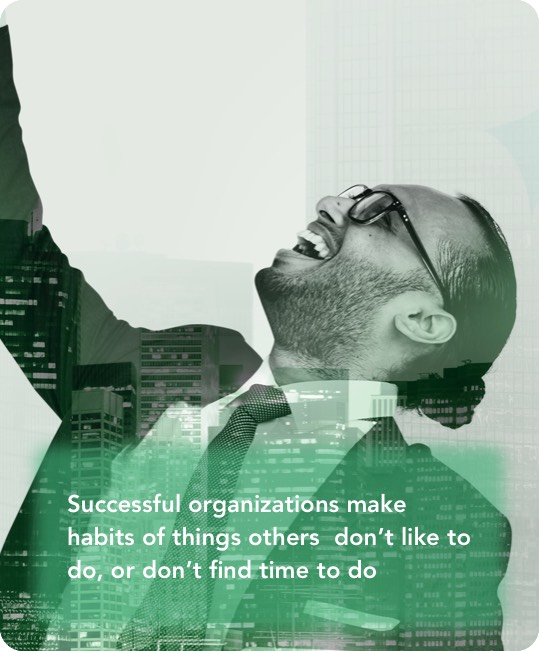 Successful organizations make
habits of things others  don’t like to
do, or don’t find time to do